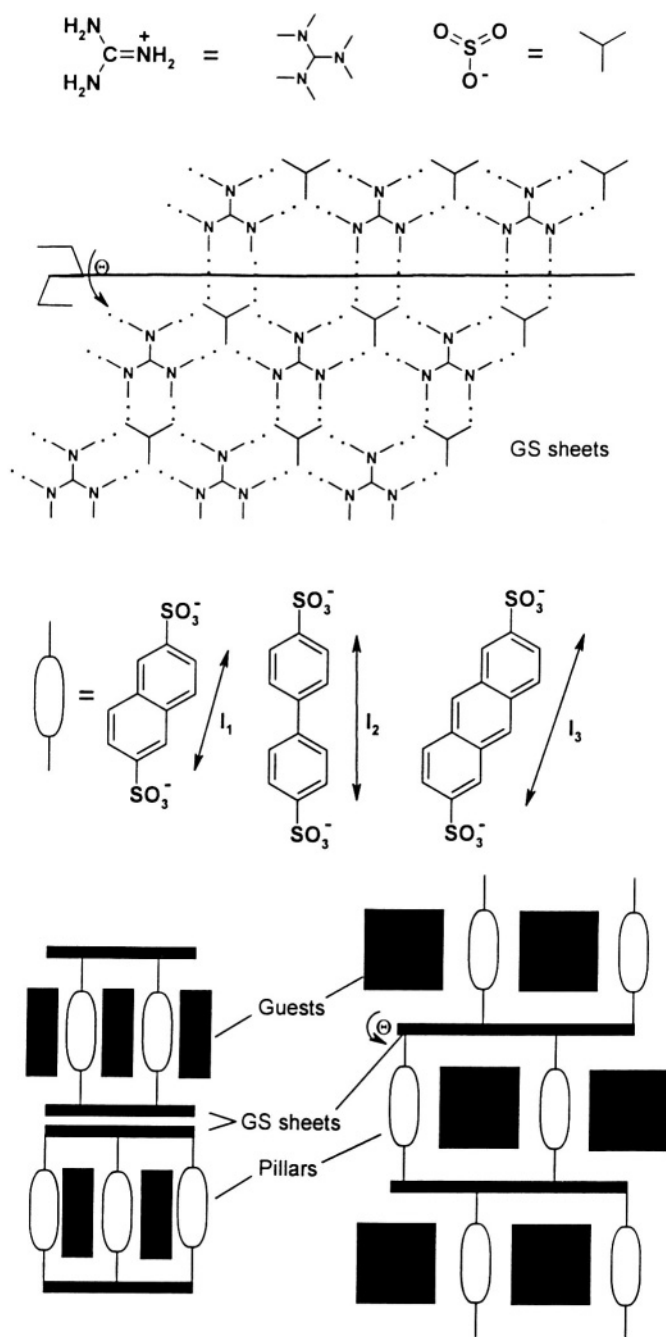 H2N + C=NH2 H2N = N N N O O S O- =
N N N N N N N N N
Θ
N N N N N N N N N
N N N N N N N N N
GS sheets
SO3- SO3- SO3-
= l1 l2 l3
SO3- SO3- SO3-
Guests
Θ
GS sheets
Pillars